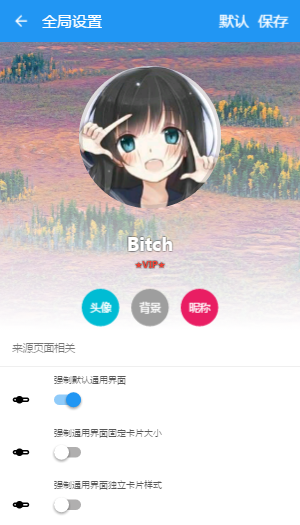 全局设置 默认 保存
Bitch
★VIP★
头像 背景 昵称
来源页面相关
强制默认通用界面
强制通用界面固定卡片大小
强制通用界面独立卡片样式